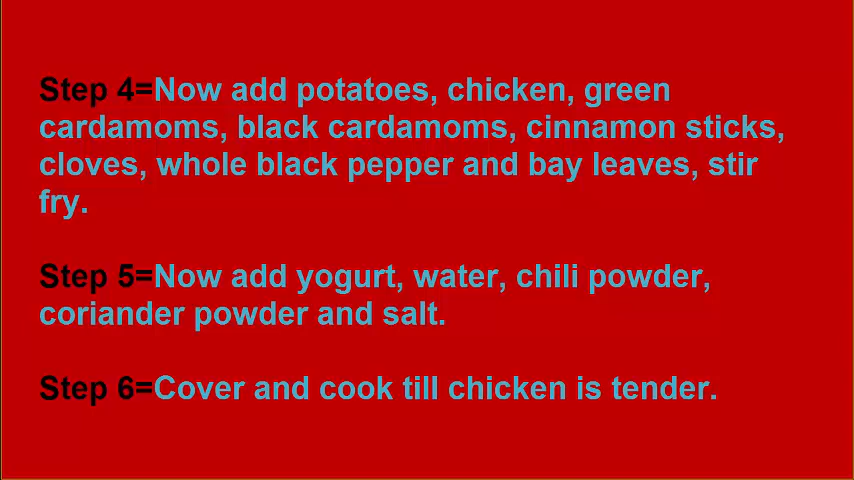 Step 4=Now add potatoes, chicken, green
cardamoms, black cardamoms, cinnamon sticks,
cloves, whole black pepper and bay leaves, stir
fry.
Step 5=Now add yogurt, water, chili powder,
coriander powder and salt.
Step 6=Cover and cook till chicken is tender.